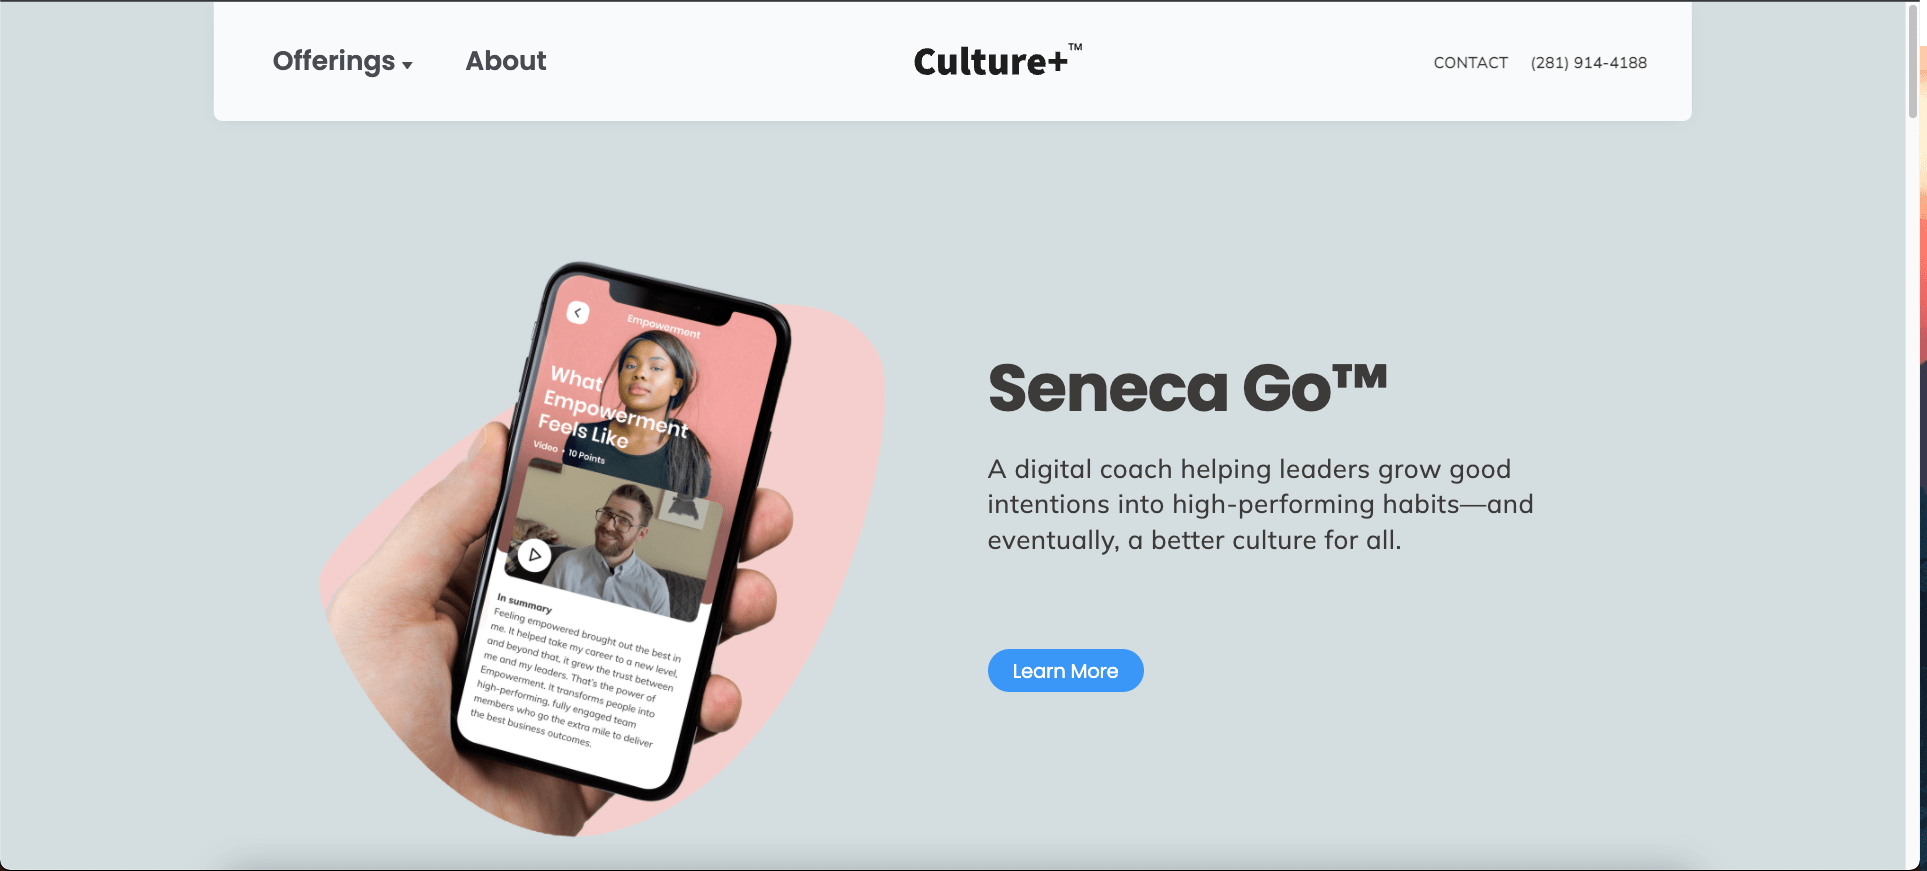 Offerings
About
Culture+™
CONTACT
(281) 914-4188
Empowerment
What
Empowerment
Feels Like
Video • 10 Points
In summary
Feeling empowered brought out the best in
me. It helped take my career to a new level,
and beyond that, it grew the trust between
me and my leaders. That's the power of
Empowerment. It transforms people into
high-performing, fully engaged team
members who go the extra mile to deliver
the best business outcomes.
Seneca Go™
A digital coach helping leaders grow good
intentions into high-performing habits—and
eventually, a better culture for all.
Learn More